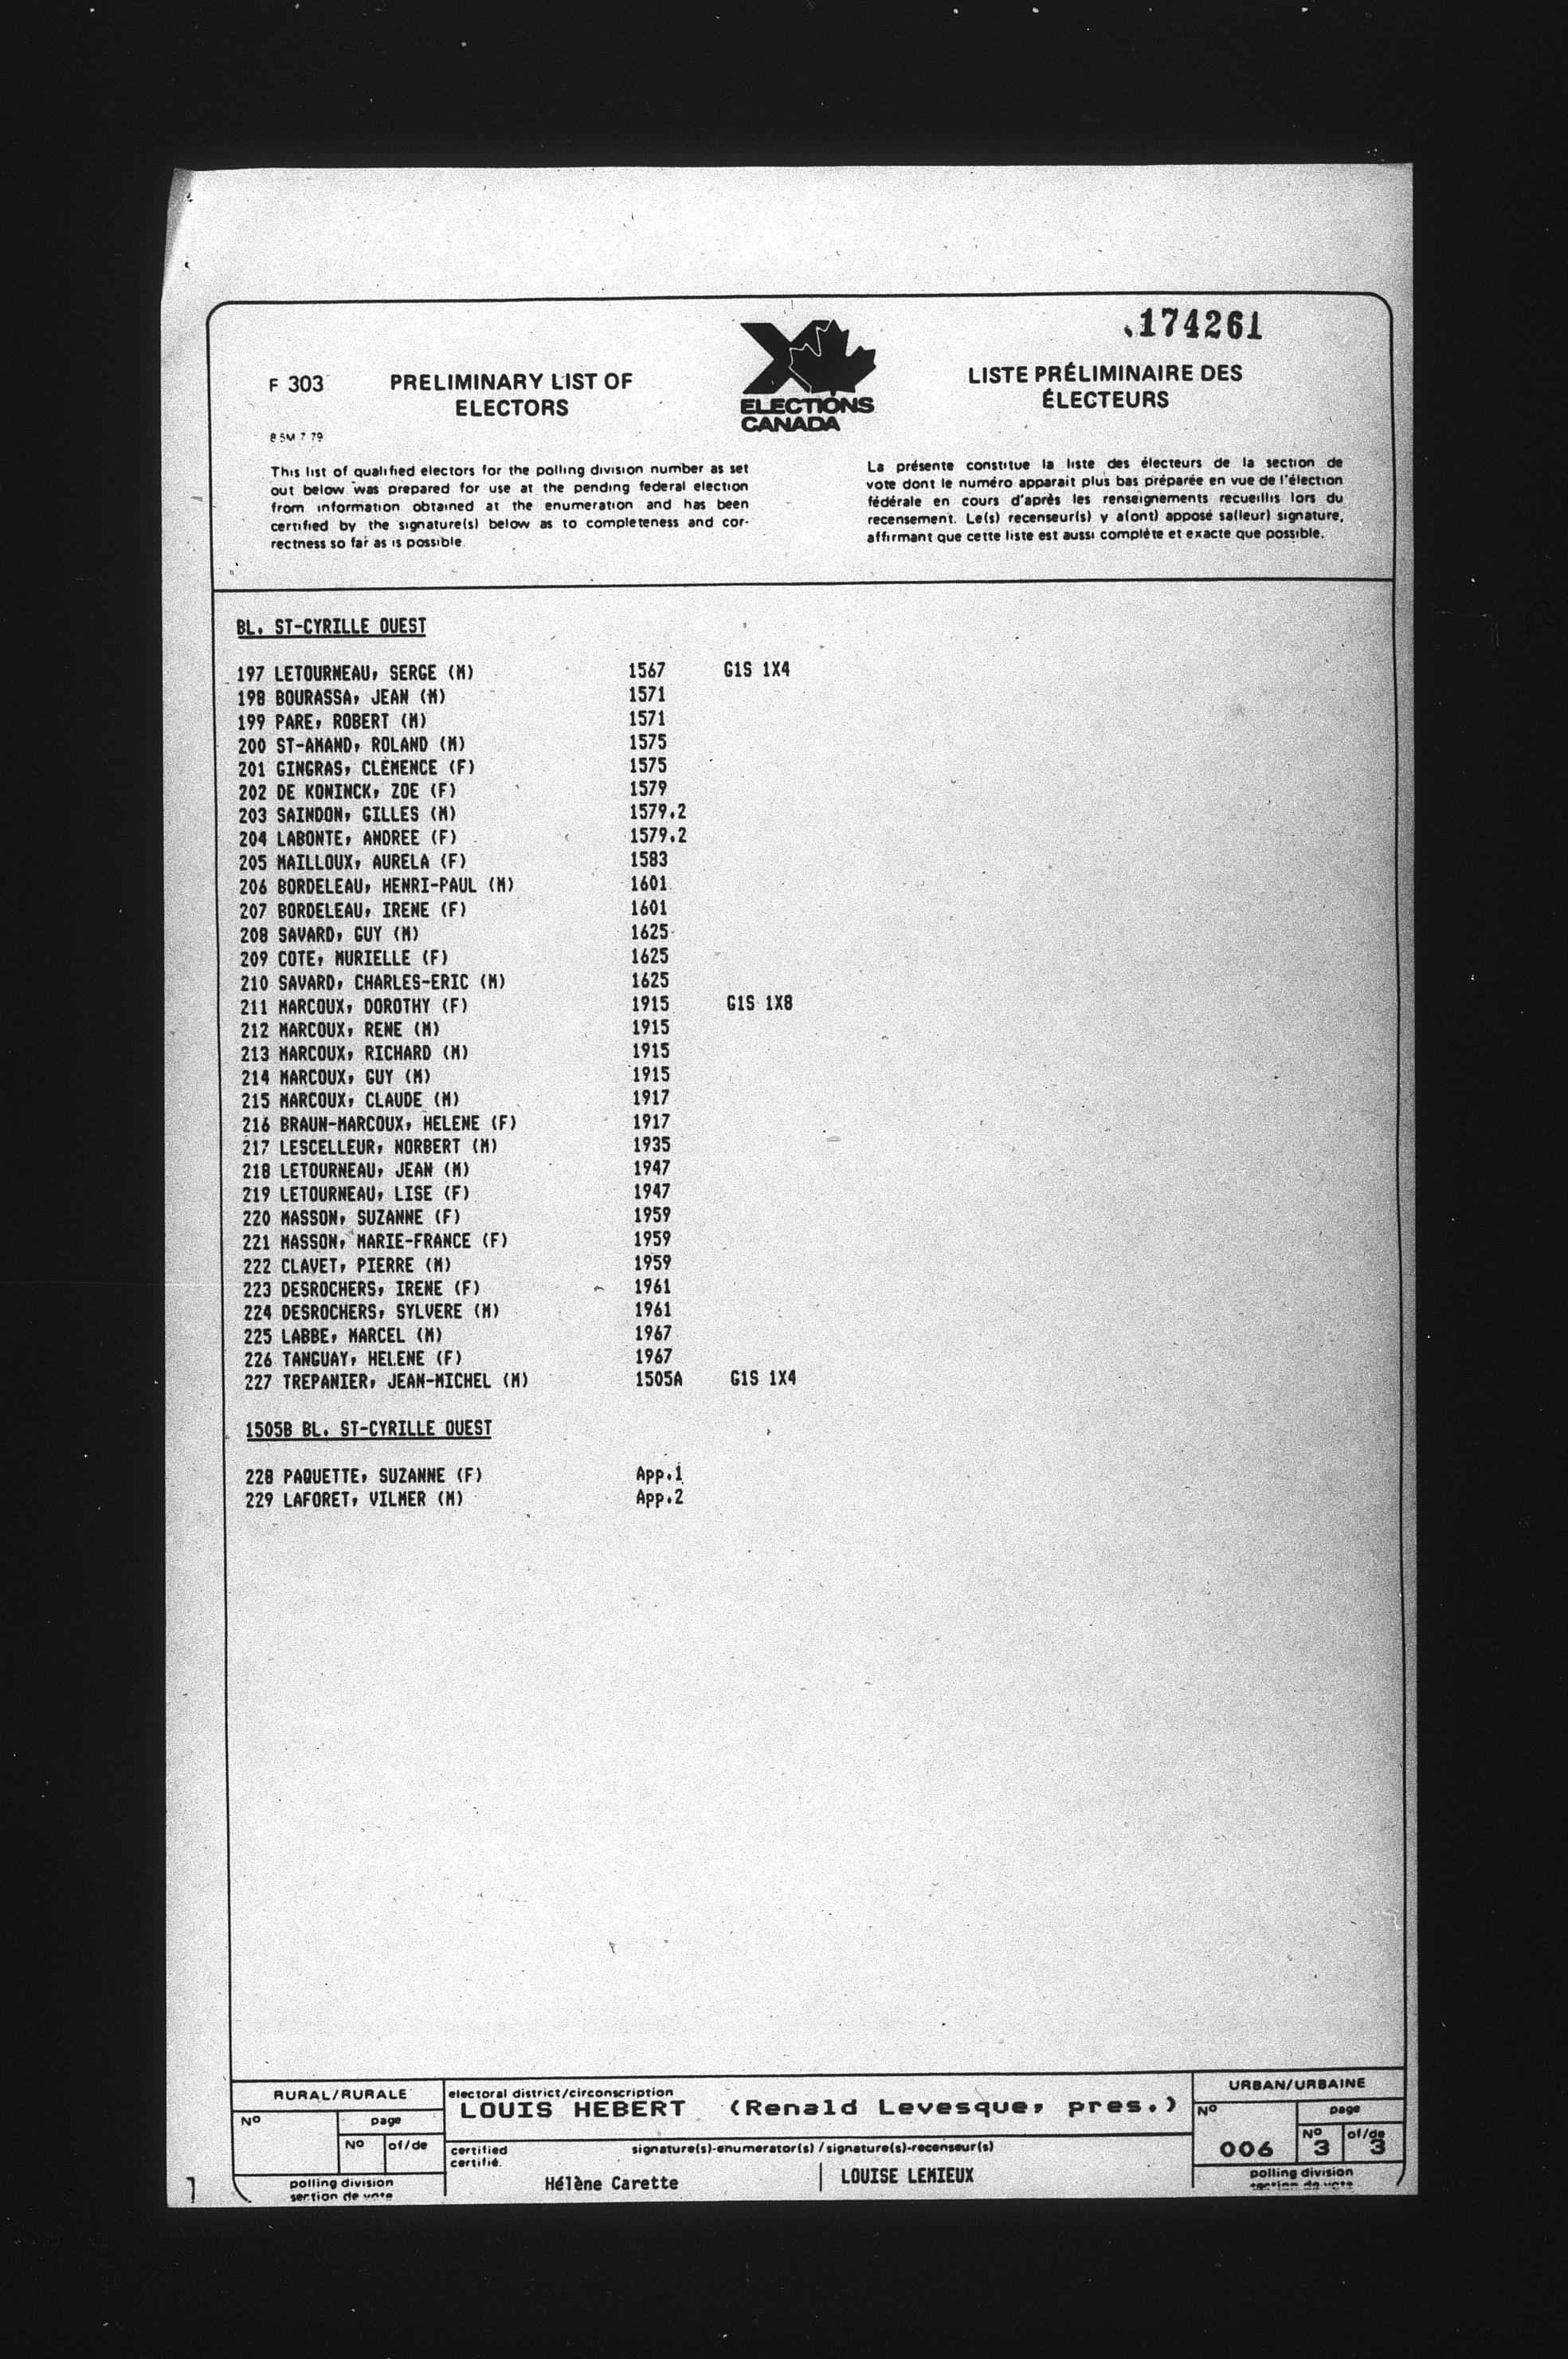 174261
F 303
PRELIMINARY LIST OF
ELECTORS
8 5M 7 79
ELECTIONS
CANADA
LISTE PRÉLIMINAIRE DES
ÉLECTEURS
This list of qualified electors for the polling division number as set
out below was prepared for use at the pending federal election
from information obtained at the enumeration and has been
certified by the signature(s) below as to completeness and cor-
rectness so far as is possible.
La présente constitue la liste des électeurs de la section de
vote dont le numéro apparait plus bas préparée en vue de l'élection
fédérale en cours d'après les renseignements recueillis lors du
recensement. Le(s) recenseur(s) y a(ont) apposé sa(leur) signature,
affirmant que cette liste est aussi complète et exacte que possible.
BL. ST-CYRILLE OUEST
197 LETOURNEAU, SERGE (M) 1567 G1S 1X4
198 BOURASSA, JEAN (M) 1571
199 PARE, ROBERT (M) 1571
200 ST-AMAND, ROLAND (M) 1575
201 GINGRAS, CLEMENCE (F) 1575
202 DE KONINCK, ZOE (F) 1579
203 SAINDON, GILLES (M) 1579.2
204 LABONTE, ANDREE (F) 1579.2
205 MAILLOUX, AURELA (F) 1583
206 BORDELEAU, HENRI-PAUL (M) 1601
207 BORDELEAU, IRENE (F) 1601
208 SAVARD, GUY (M) 1625
209 COTE, MURIELLE (F) 1625
210 SAVARD, CHARLES-ERIC (M) 1625
211 MARCOUX, DOROTHY (F) 1915 G1S 1X8
212 MARCOUX, RENE (M) 1915
213 MARCOUX, RICHARD (M) 1915
214 MARCOUX, GUY (M) 1915
215 MARCOUX, CLAUDE (M) 1917
216 BRAUN-MARCOUX, HELENE (F) 1917
217 LESCELLEUR, NORBERT (M) 1935
218 LETOURNEAU, JEAN (M) 1947
219 LETOURNEAU, LISE (F) 1947
220 MASSON, SUZANNE (F) 1959
221 MASSON, MARIE-FRANCE (F) 1959
222 CLAVET, PIERRE (M) 1959
223 DESROCHERS, IRENE (F) 1961
224 DESROCHERS, SYLVERE (M) 1961
225 LABBE, MARCEL (M) 1967
226 TANGUAY, HELENE (F) 1967
227 TREPANIER, JEAN-MICHEL (M) 1505A G1S 1X4
1505B BL. ST-CYRILLE OUEST
228 PAQUETTE, SUZANNE (F) App.1
229 LAFORET, VILMER (M) App.2
RURAL/RURALE
No
page
No of/de
polling division
section de vote
electoral district/circonscription
LOUIS HEBERT (Renald Levesque, pres.)
certified
certifié.
signature(s)-enumerator(s) / signature(s)-recenseur(s)
Hélène Carette
LOUISE LEMIEUX
URBAN/URBAINE
No
page
No of/de
006 3 3
polling division
section de vote